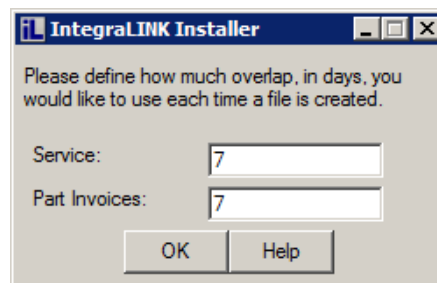 iL IntegraLINK Installer
Please define how much overlap, in days, you
would like to use each time a file is created.
Service: 7
Part Invoices: 7
OK Help